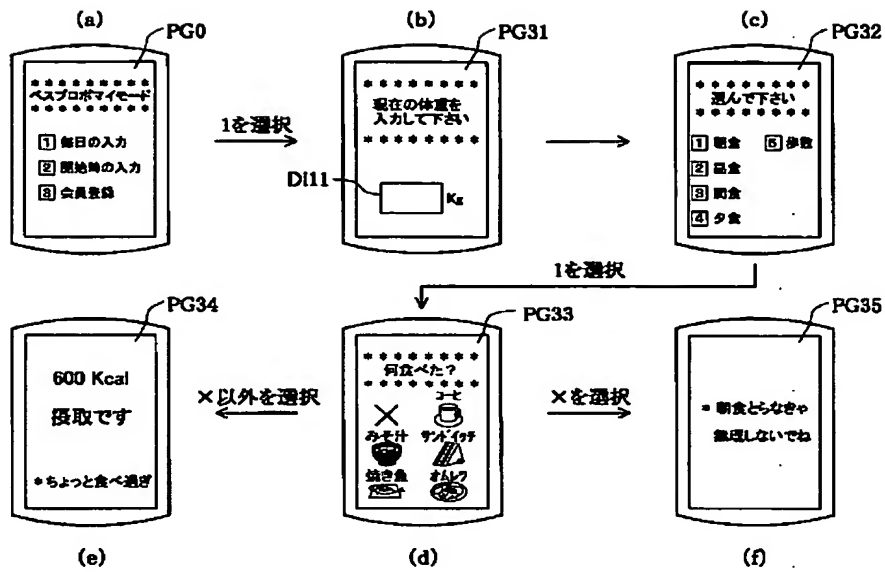 (a)
PG0
* * * * * * * * *
ベスプロポマイモード
* * * * * * * * *
1 毎日の入力
2 開始時の入力
3 会員登録
1を選択
(b)
PG31
* * * * * * * *
現在の体重を
入力して下さい
* * * * * * * *
DI11
Kg
(c)
PG32
* * * * * * * *
選んで下さい
* * * * * * * *
1 朝食 5 歩数
2 昼食
3 間食
4 夕食
1を選択
PG34
600 Kcal
摂取です
*ちょっと食べ過ぎ
(e)
×以外を選択
PG33
* * * * * * * *
何食べた?
* * * * * * * *
コーヒ
みそ汁 サンドイッチ
焼き魚 オムレツ
(d)
×を選択
PG35
* 朝食とらなきゃ
無理しないでね
(f)